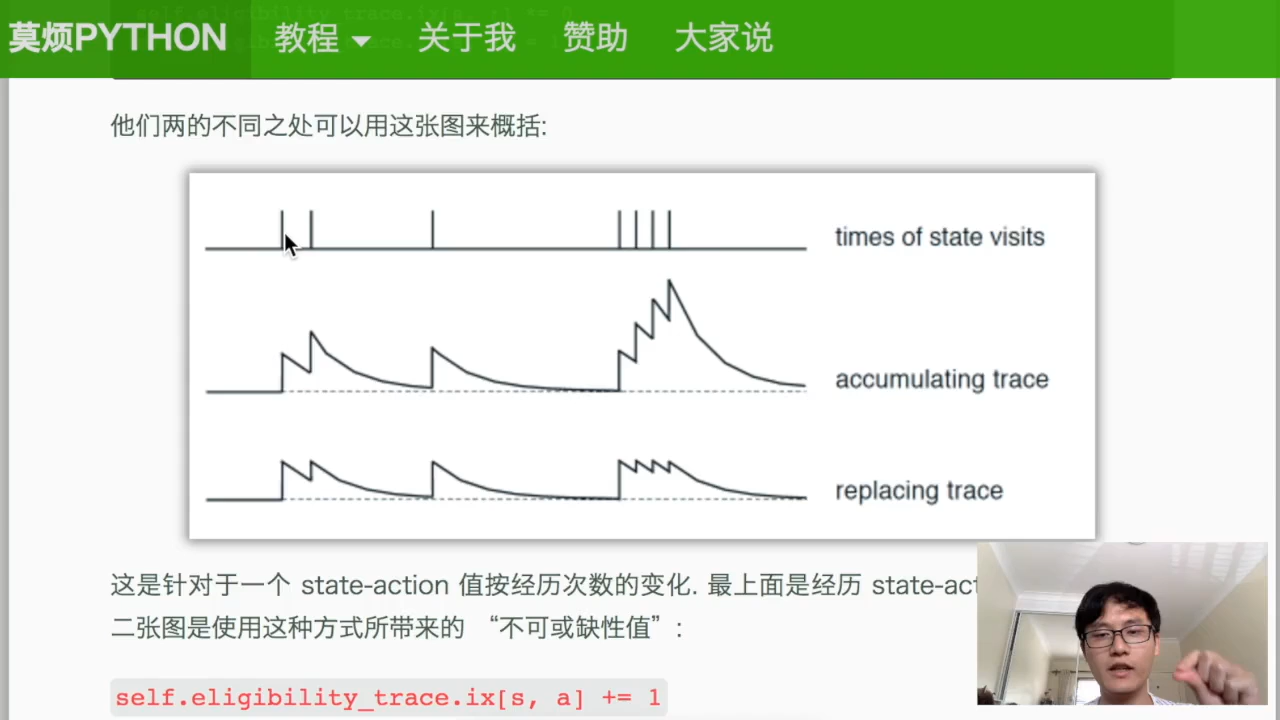 莫烦PYTHON 教程 关于我 赞助 大家说
他们两的不同之处可以用这张图来概括:
times of state visits
accumulating trace
replacing trace
这是针对于一个 state-action 值按经历次数的变化. 最上面是经历 state-act
二张图是使用这种方式所带来的 “不可或缺性值”:
self.eligibility_trace.ix[s, a] += 1